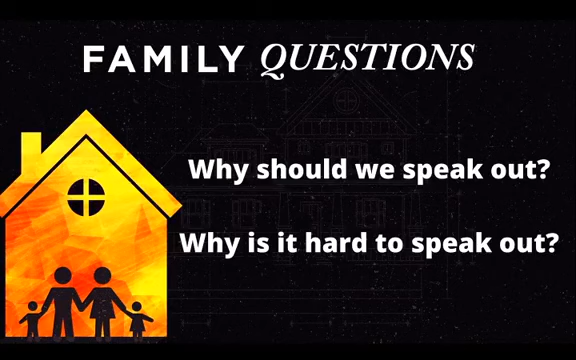 FAMILY QUESTIONS
Why should we speak out?
Why is it hard to speak out?